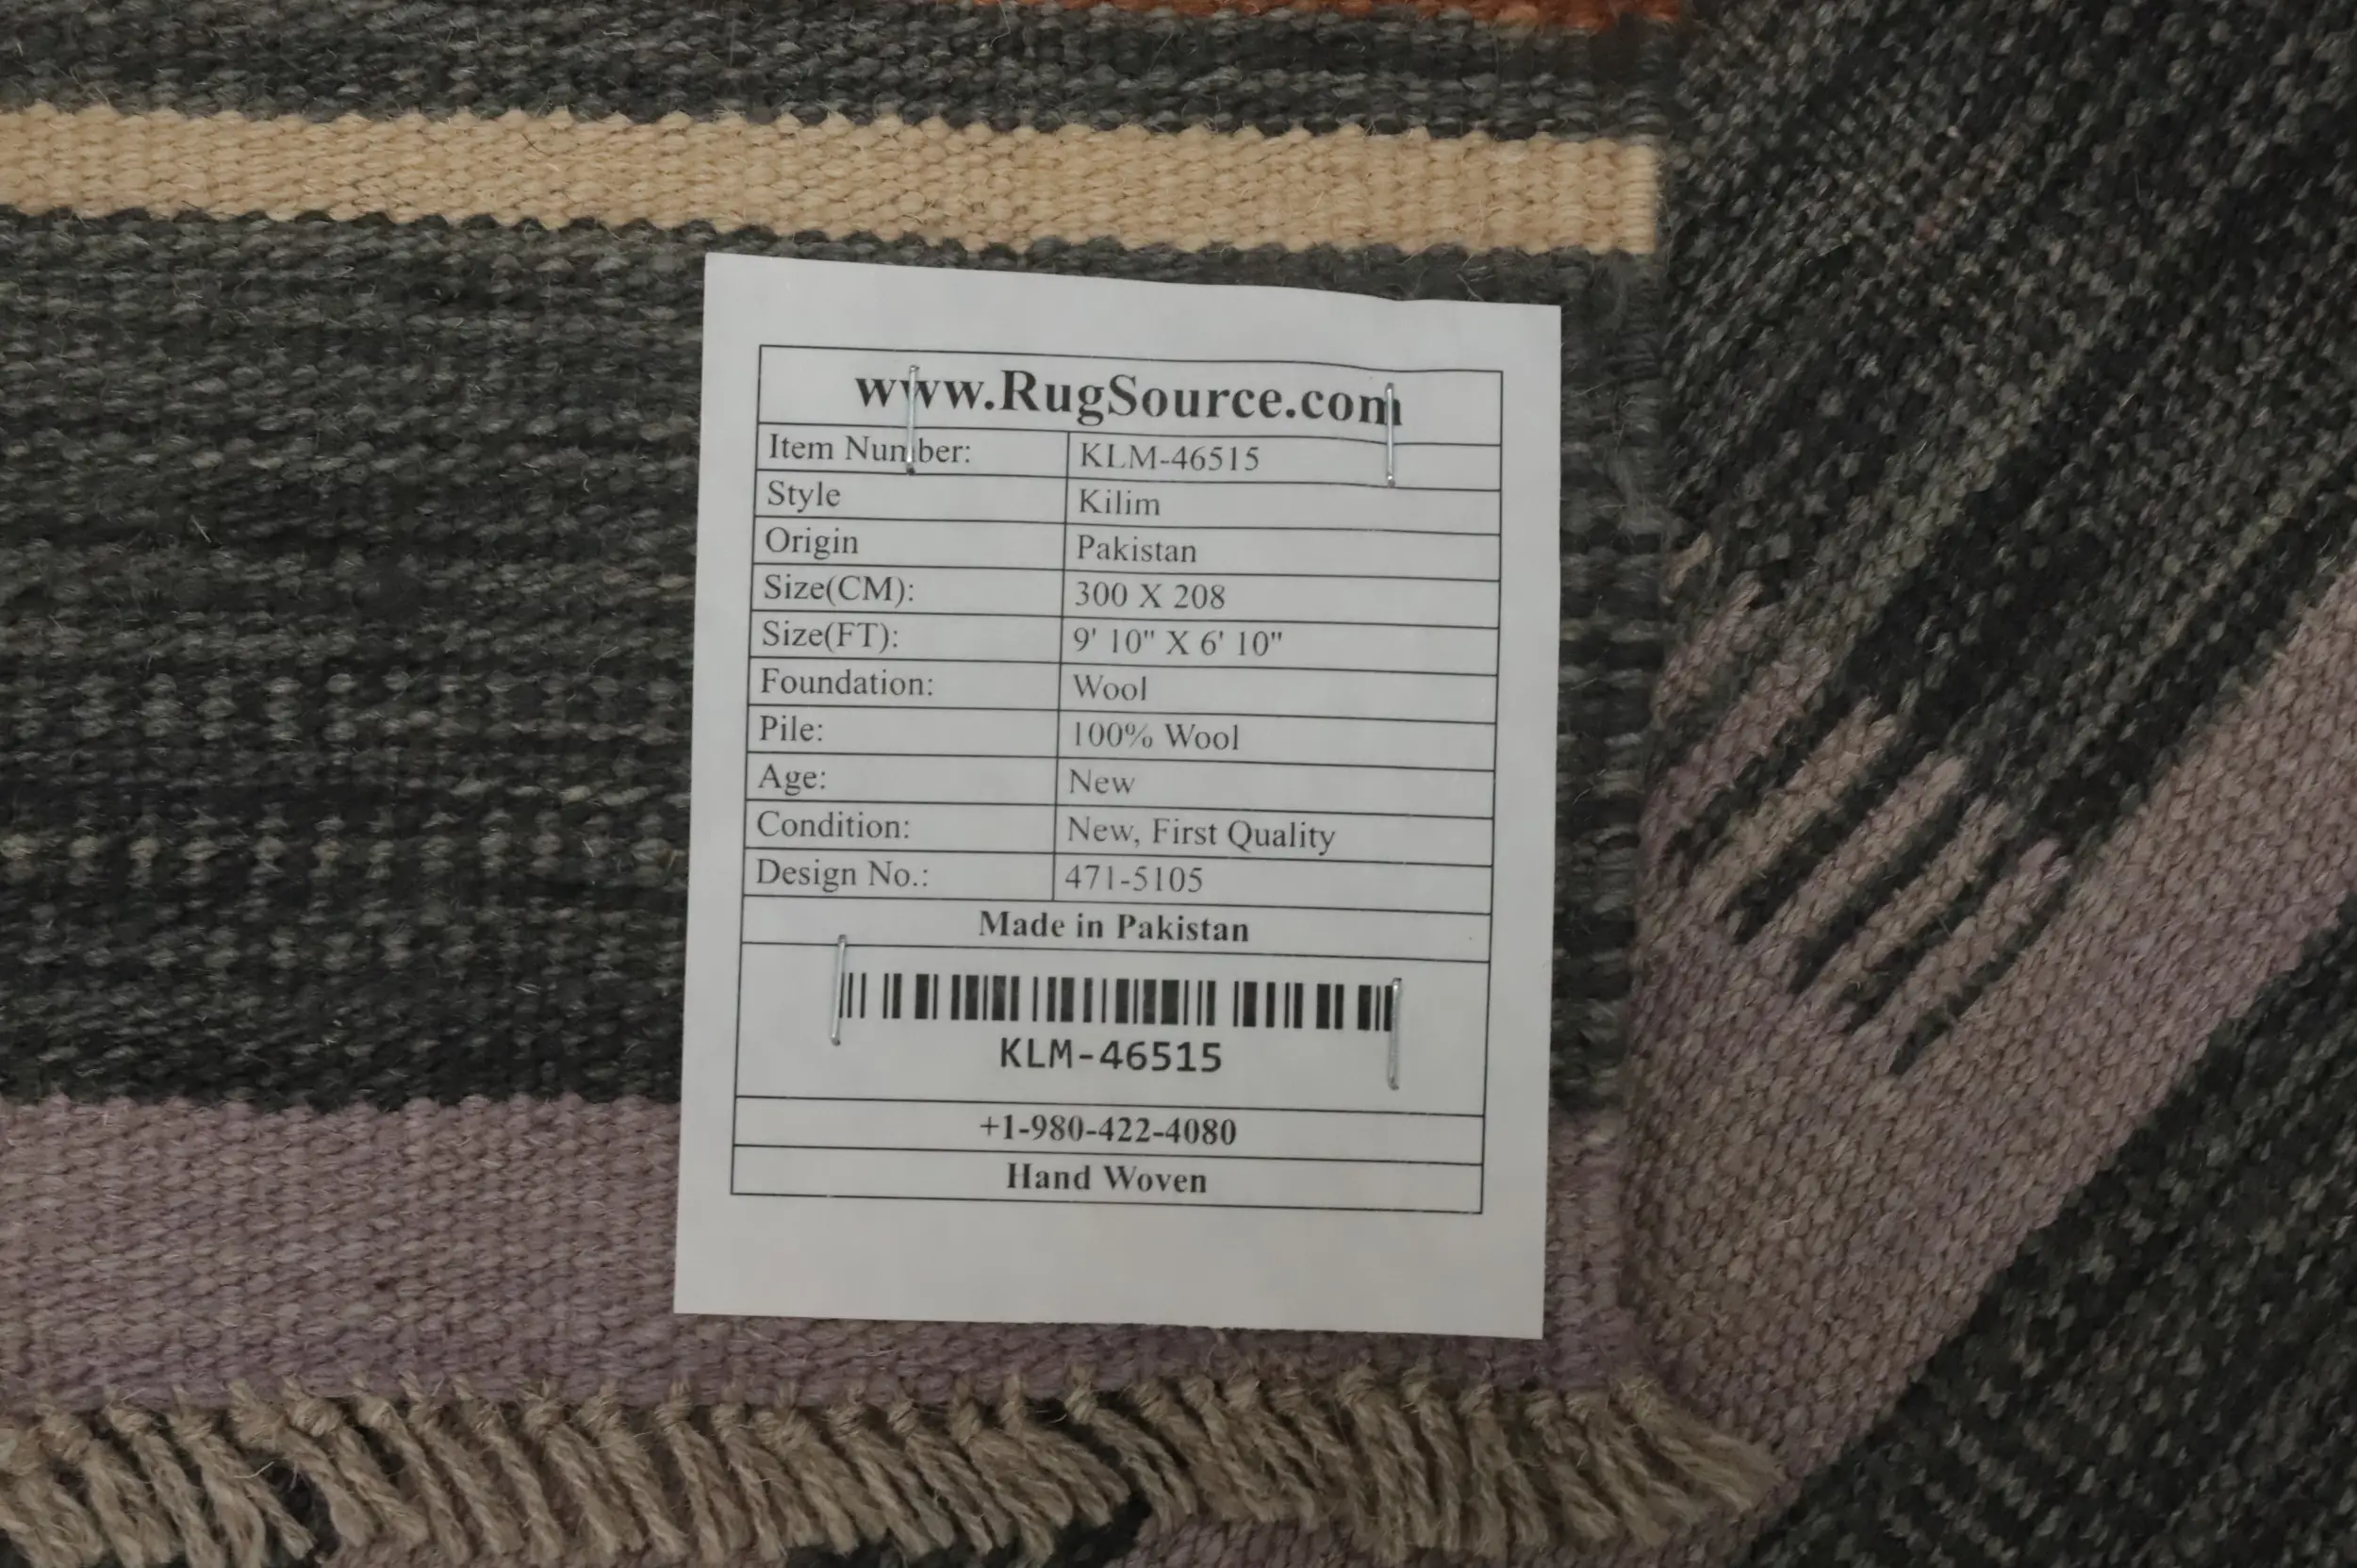 www.RugSource.com
Item Number: KLM-46515
Style Kilim
Origin Pakistan
Size(CM): 300 X 208
Size(FT): 9' 10" X 6' 10"
Foundation: Wool
Pile: 100% Wool
Age: New
Condition: New, First Quality
Design No.: 471-5105
Made in Pakistan
KLM-46515
+1-980-422-4080
Hand Woven